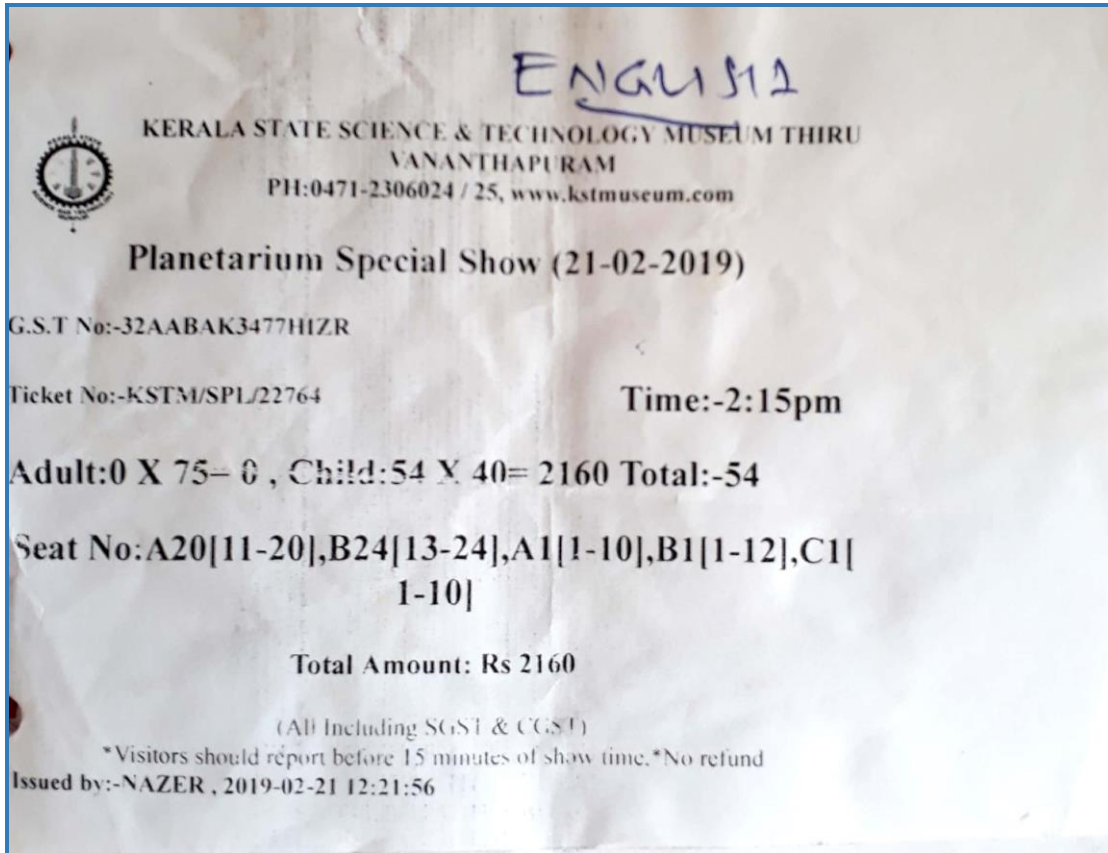 ENGLISH
KERALA STATE SCIENCE & TECHNOLOGY MUSEUM THIRU
VANANTHAPURAM
PH:0471-2306024 / 25, www.kstmuseum.com
Planetarium Special Show (21-02-2019)
G.S.T No:-32AABAK3477H1ZR
Ticket No:-KSTM/SPL/22764
Time:-2:15pm
Adult:0 X 75= 0 , Child:54 X 40= 2160 Total:-54
Seat No:A20[11-20],B24[13-24],A1[1-10],B1[1-12],C1[
1-10]
Total Amount: Rs 2160
(All Including SGST & CGST)
*Visitors should report before 15 minutes of show time.*No refund
Issued by:-NAZER , 2019-02-21 12:21:56